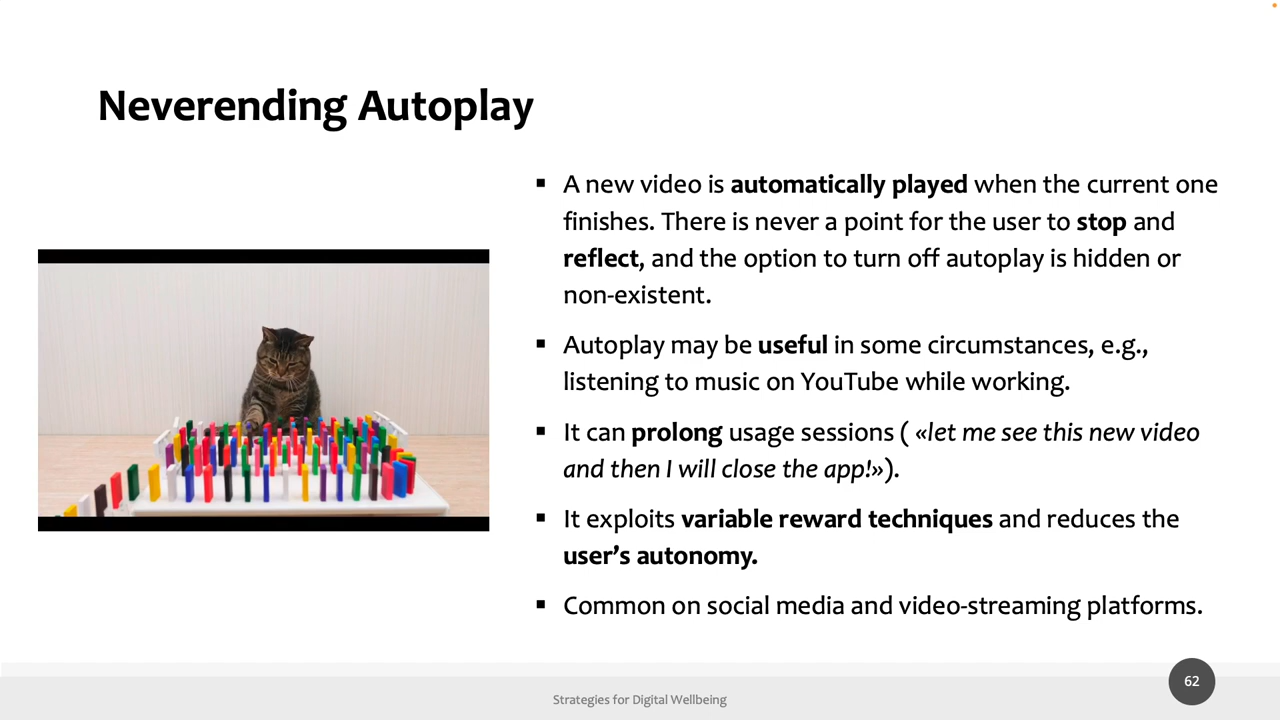 Neverending Autoplay
▪ A new video is automatically played when the current one
finishes. There is never a point for the user to stop and
reflect, and the option to turn off autoplay is hidden or
non-existent.
▪ Autoplay may be useful in some circumstances, e.g.,
listening to music on YouTube while working.
▪ It can prolong usage sessions ( «let me see this new video
and then I will close the app!»).
▪ It exploits variable reward techniques and reduces the
user’s autonomy.
▪ Common on social media and video-streaming platforms.
Strategies for Digital Wellbeing
62